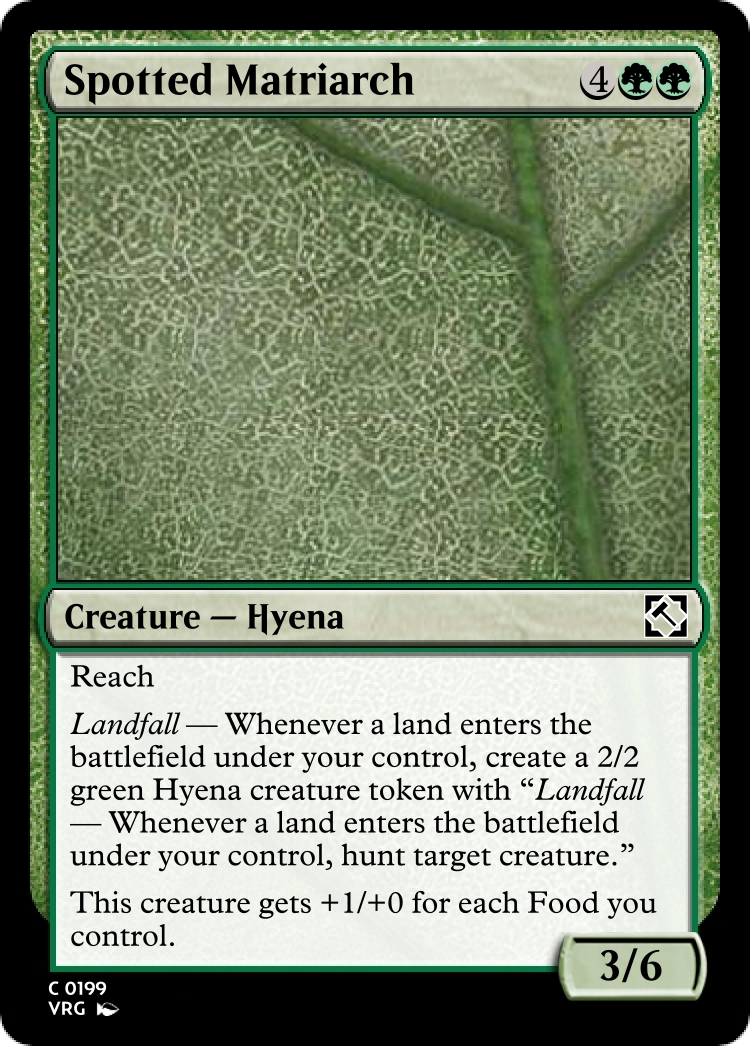 Spotted Matriarch 4
Creature — Hyena
Reach
Landfall — Whenever a land enters the
battlefield under your control, create a 2/2
green Hyena creature token with “Landfall
— Whenever a land enters the battlefield
under your control, hunt target creature.”
This creature gets +1/+0 for each Food you
control.
3/6
C 0199
VRG